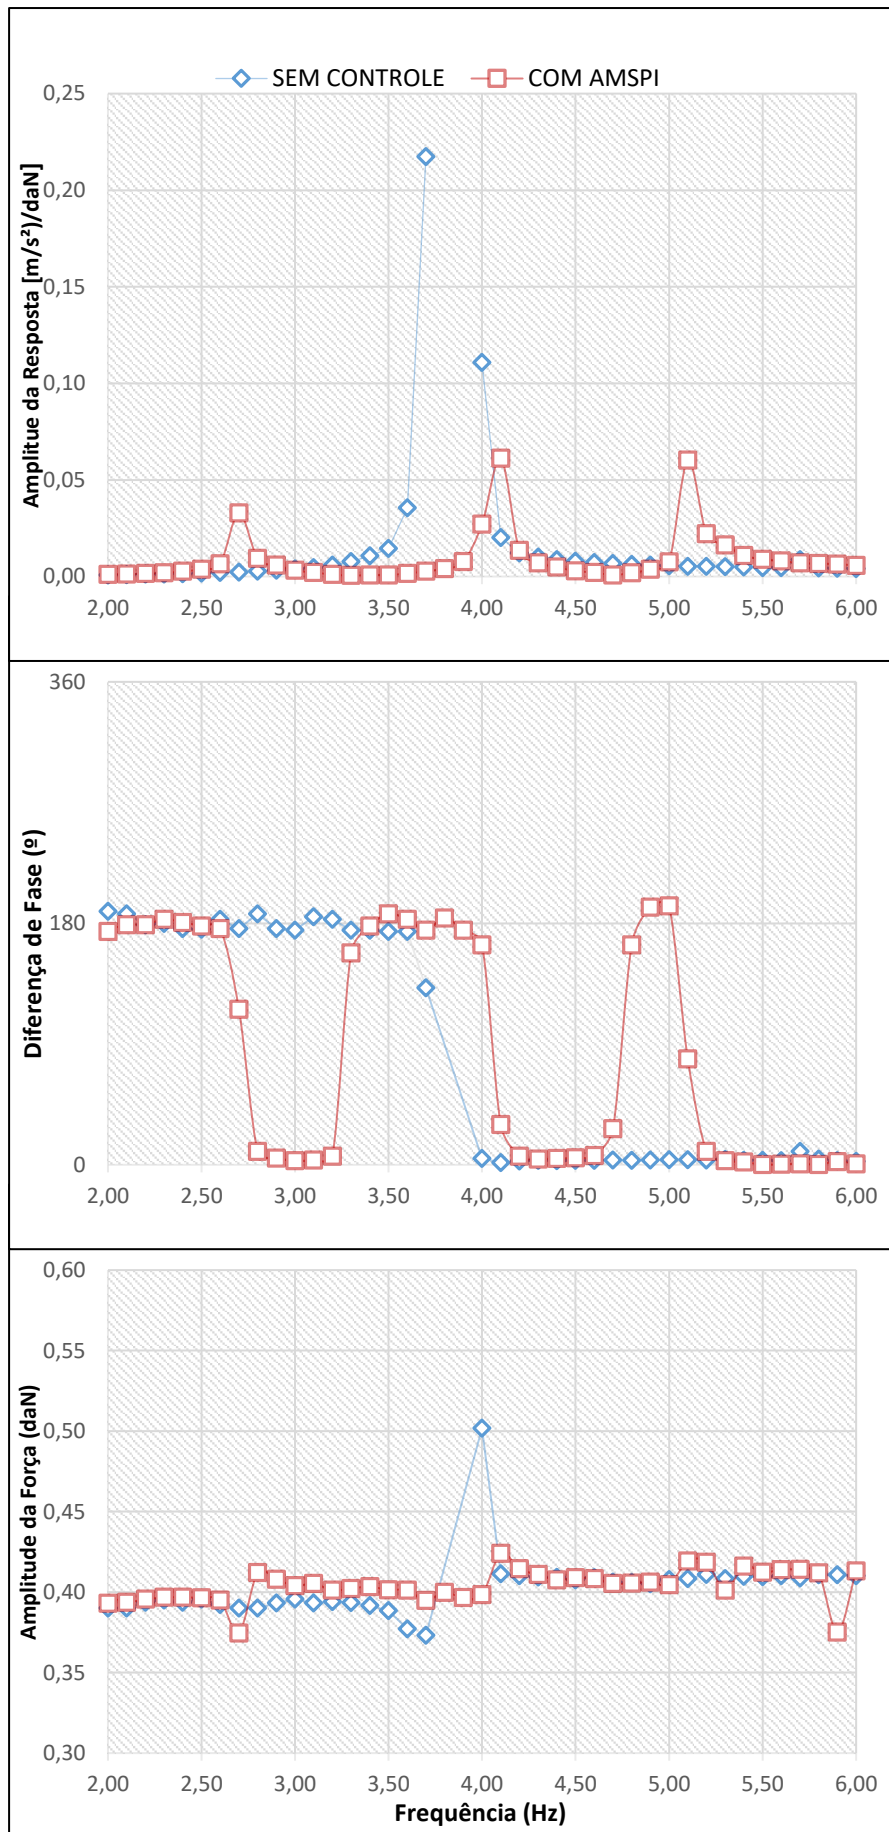 SEM CONTROLE COM AMSPI
Amplitue da Resposta [m/s²)/daN]
0,25
0,20
0,15
0,10
0,05
0,00
2,00 2,50 3,00 3,50 4,00 4,50 5,00 5,50 6,00
Diferença de Fase (º)
360
180
0
2,00 2,50 3,00 3,50 4,00 4,50 5,00 5,50 6,00
Amplitude da Força (daN)
0,60
0,55
0,50
0,45
0,40
0,35
0,30
2,00 2,50 3,00 3,50 4,00 4,50 5,00 5,50 6,00
Frequência (Hz)